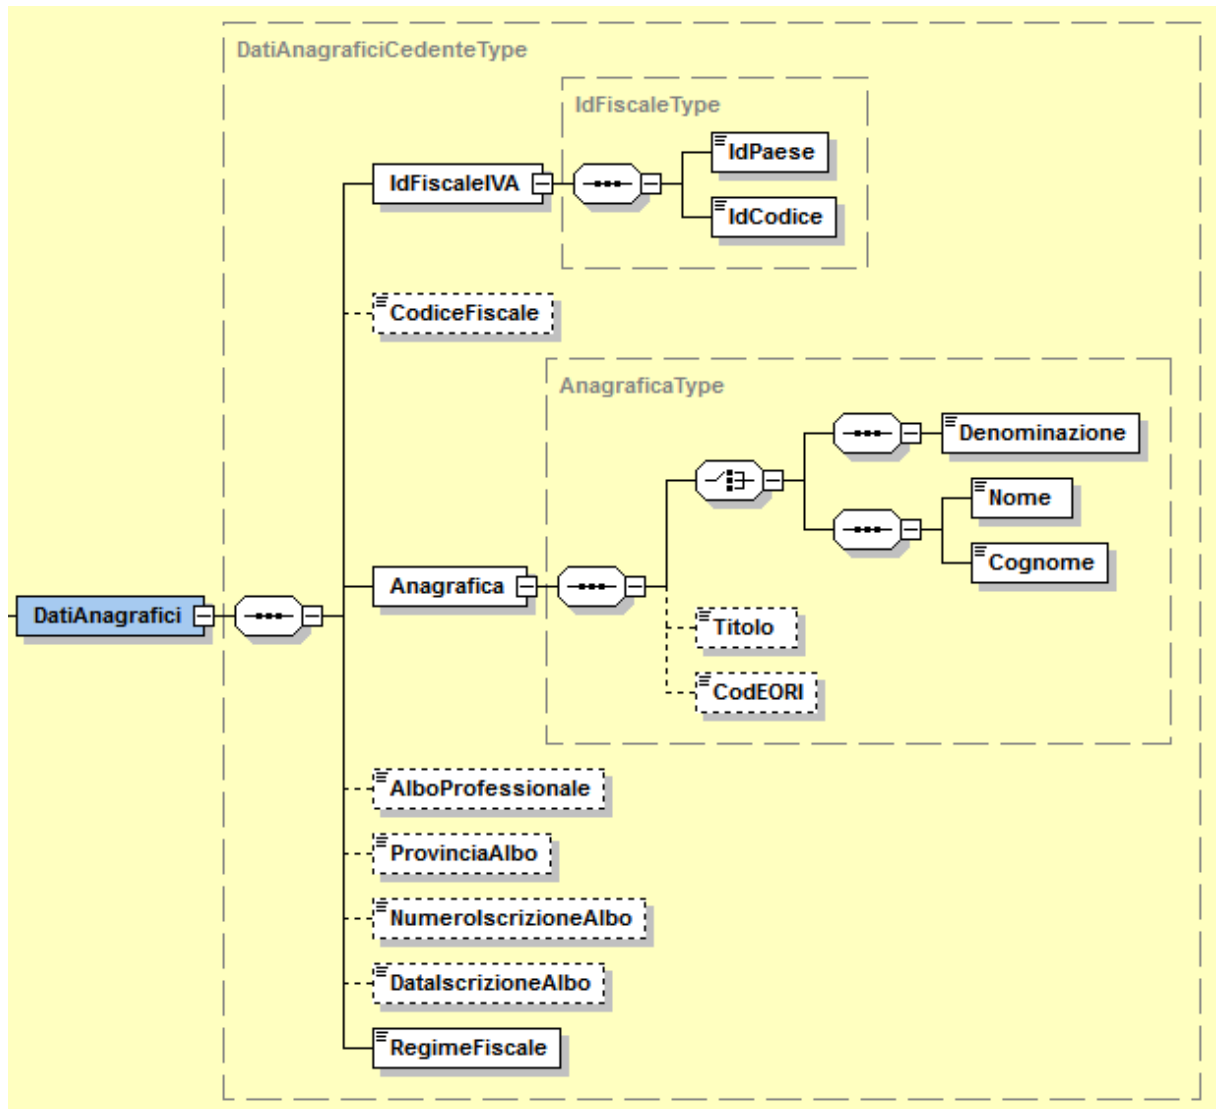 DatiAnagraficiCedenteType
IdFiscaleType
IdPaese
IdFiscaleIVA
IdCodice
CodiceFiscale
AnagraficaType
Denominazione
Nome
Cognome
Anagrafica
DatiAnagrafici
Titolo
CodEORI
AlboProfessionale
ProvinciaAlbo
NumeroIscrizioneAlbo
DataIscrizioneAlbo
RegimeFiscale